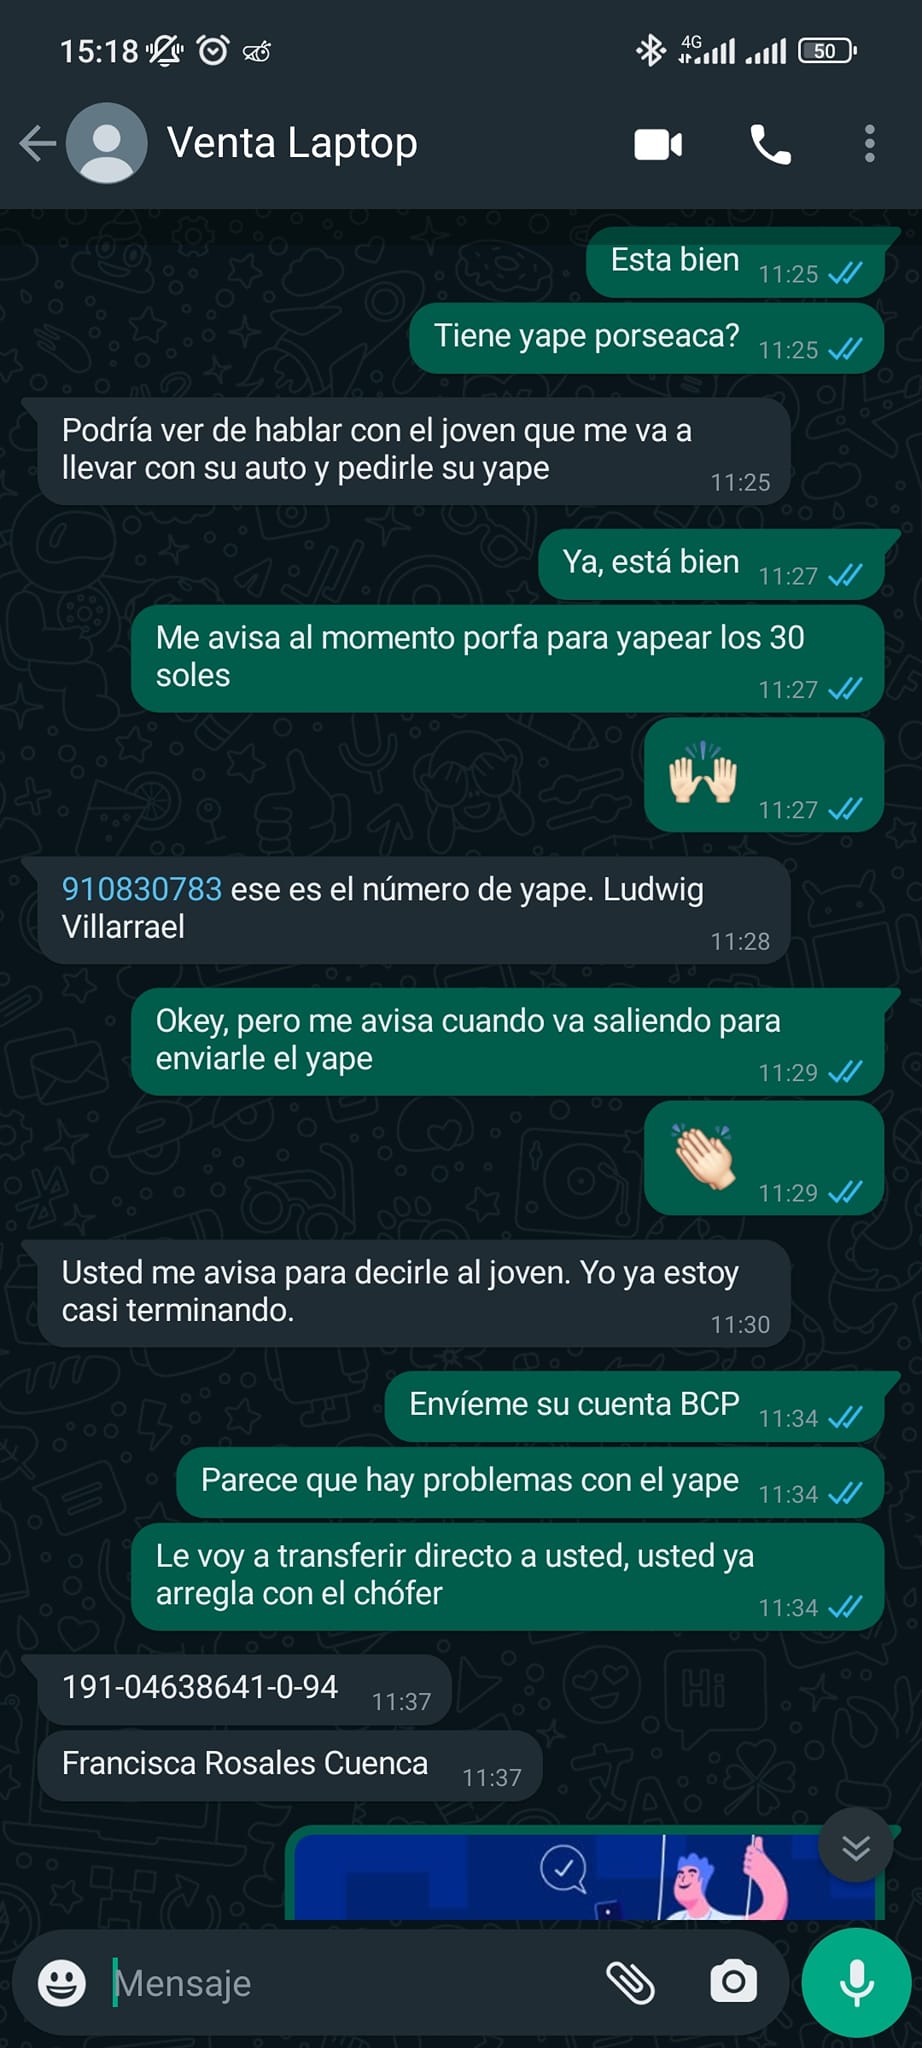 15:18
4G
50
Venta Laptop
Esta bien 11:25
Tiene yape porseaca? 11:25
Podría ver de hablar con el joven que me va a
llevar con su auto y pedirle su yape
11:25
Ya, está bien 11:27
Me avisa al momento porfa para yapear los 30
soles
11:27
11:27
910830783 ese es el número de yape. Ludwig
Villarrael
11:28
Okey, pero me avisa cuando va saliendo para
enviarle el yape
11:29
11:29
Usted me avisa para decirle al joven. Yo ya estoy
casi terminando.
11:30
Envíeme su cuenta BCP 11:34
Parece que hay problemas con el yape 11:34
Le voy a transferir directo a usted, usted ya
arregla con el chófer
11:34
191-04638641-0-94 11:37
Francisca Rosales Cuenca 11:37
Mensaje